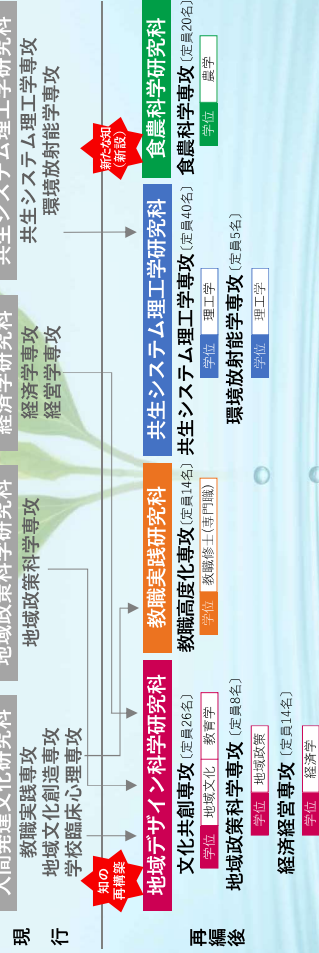 現行
人間発達文化研究科
教職実践専攻
地域文化創造専攻
学校臨床心理専攻
地域政策科学研究科
地域政策科学専攻
経済学研究科
経済学専攻
経営学専攻
共生システム理工学研究科
共生システム理工学専攻
環境放射能学専攻
再編後
知の
再構築
地域デザイン科学研究科
文化共創専攻〔定員26名〕
学位 地域文化 教育学
地域政策科学専攻〔定員8名〕
学位 地域政策
経済経営専攻〔定員14名〕
学位 経済学
教職実践研究科
教職高度化専攻〔定員14名〕
学位 教職修士(専門職)
共生システム理工学研究科
共生システム理工学専攻〔定員40名〕
学位 理工学
環境放射能学専攻〔定員5名〕
学位 理工学
新たな知
(新設)
食農科学研究科
食農科学専攻〔定員20名〕
学位 農学